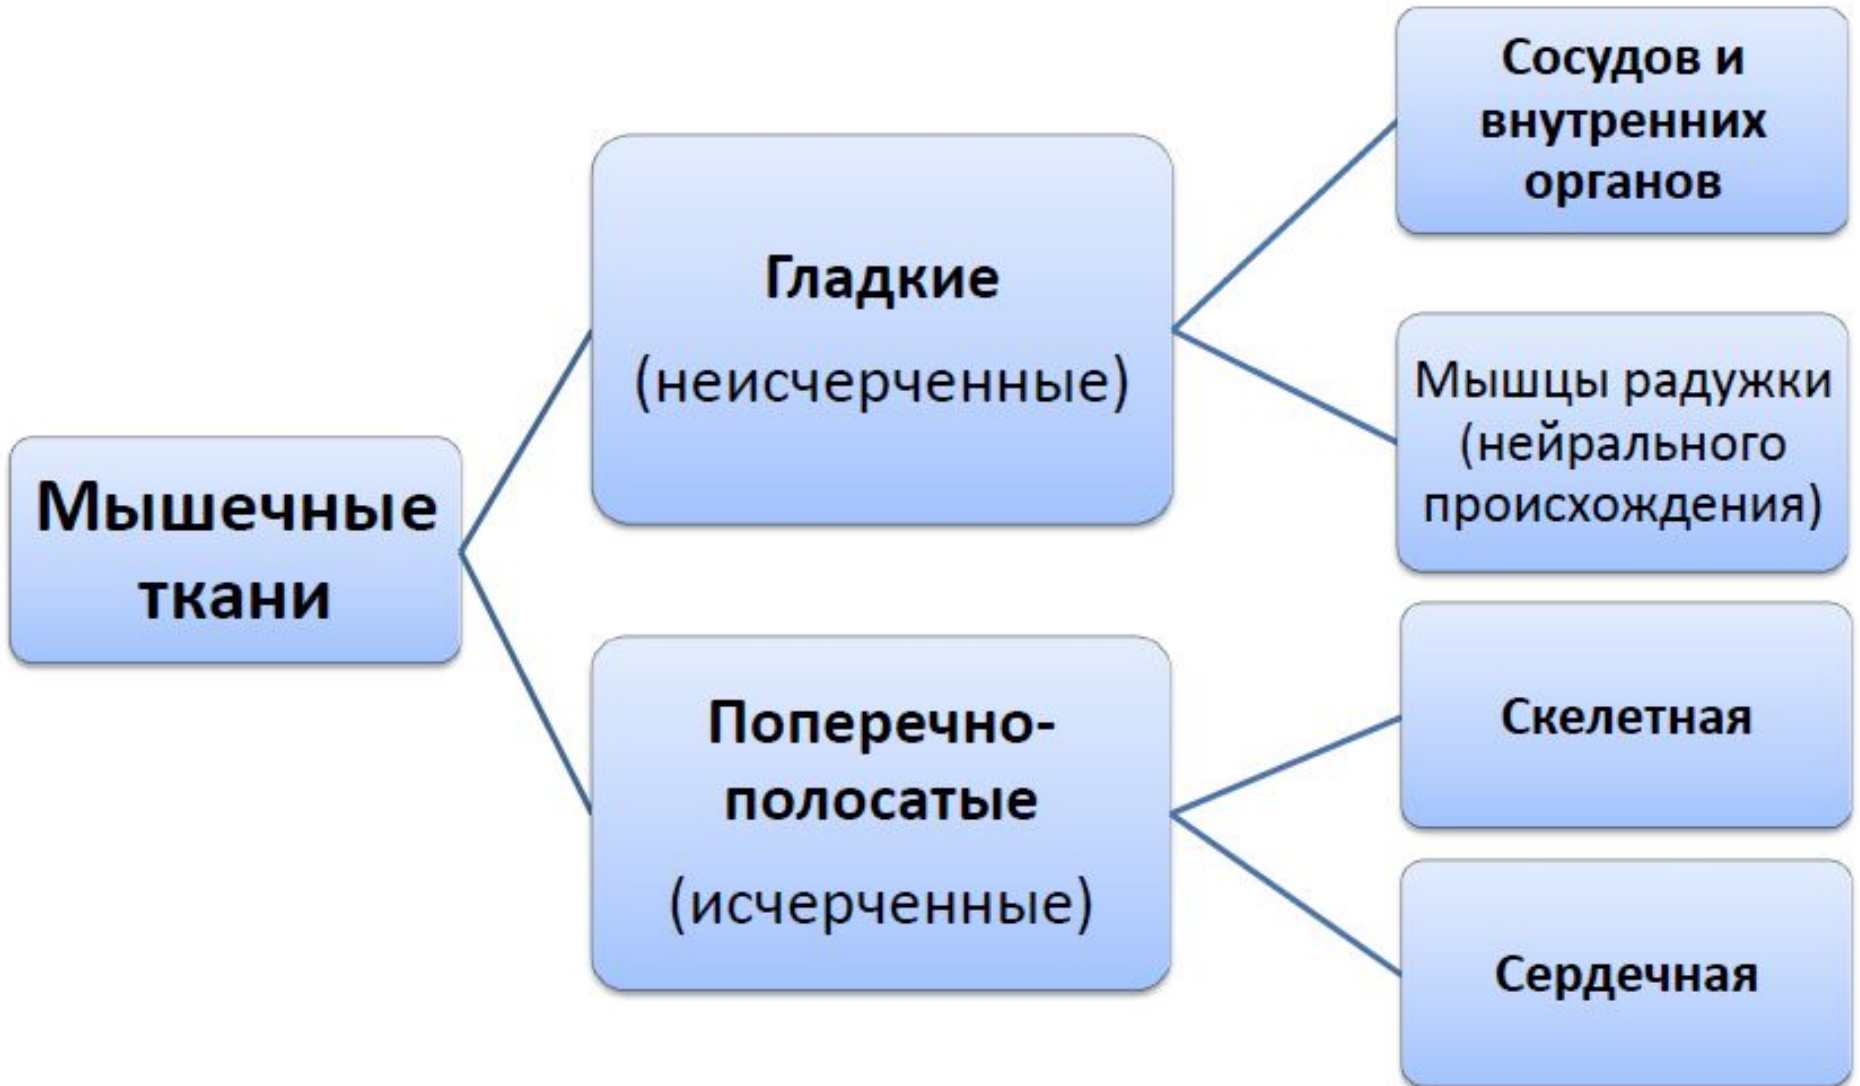 Мышечные
ткани
Гладкие
(неисчерченные)
Сосудов и
внутренних
органов
Мышцы радужки
(нейрального
происхождения)
Поперечно-
полосатые
(исчерченные)
Скелетная
Сердечная